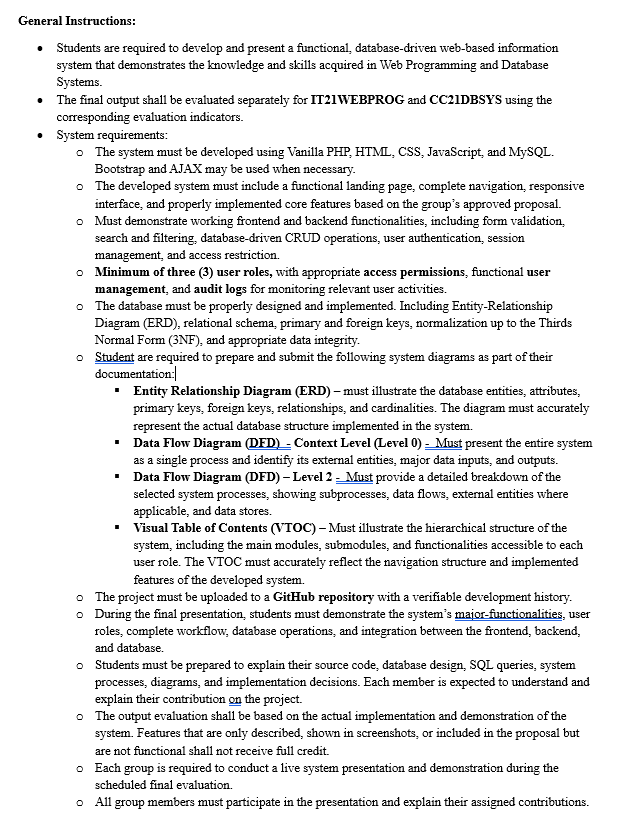 General Instructions:
• Students are required to develop and present a functional, database-driven web-based information
system that demonstrates the knowledge and skills acquired in Web Programming and Database
Systems.
• The final output shall be evaluated separately for IT21WEBPROG and CC21DBSYS using the
corresponding evaluation indicators.
• System requirements:
o The system must be developed using Vanilla PHP, HTML, CSS, JavaScript, and MySQL.
Bootstrap and AJAX may be used when necessary.
o The developed system must include a functional landing page, complete navigation, responsive
interface, and properly implemented core features based on the group's approved proposal.
o Must demonstrate working frontend and backend functionalities, including form validation,
search and filtering, database-driven CRUD operations, user authentication, session
management, and access restriction.
o Minimum of three (3) user roles, with appropriate access permissions, functional user
management, and audit logs for monitoring relevant user activities.
o The database must be properly designed and implemented. Including Entity-Relationship
Diagram (ERD), relational schema, primary and foreign keys, normalization up to the Thirds
Normal Form (3NF), and appropriate data integrity.
o Student are required to prepare and submit the following system diagrams as part of their
documentation:
▪ Entity Relationship Diagram (ERD) – must illustrate the database entities, attributes,
primary keys, foreign keys, relationships, and cardinalities. The diagram must accurately
represent the actual database structure implemented in the system.
▪ Data Flow Diagram (DFD) - Context Level (Level 0) - Must present the entire system
as a single process and identify its external entities, major data inputs, and outputs.
▪ Data Flow Diagram (DFD) – Level 2 - Must provide a detailed breakdown of the
selected system processes, showing subprocesses, data flows, external entities where
applicable, and data stores.
▪ Visual Table of Contents (VTOC) – Must illustrate the hierarchical structure of the
system, including the main modules, submodules, and functionalities accessible to each
user role. The VTOC must accurately reflect the navigation structure and implemented
features of the developed system.
o The project must be uploaded to a GitHub repository with a verifiable development history.
o During the final presentation, students must demonstrate the system's major-functionalities, user
roles, complete workflow, database operations, and integration between the frontend, backend,
and database.
o Students must be prepared to explain their source code, database design, SQL queries, system
processes, diagrams, and implementation decisions. Each member is expected to understand and
explain their contribution on the project.
o The output evaluation shall be based on the actual implementation and demonstration of the
system. Features that are only described, shown in screenshots, or included in the proposal but
are not functional shall not receive full credit.
o Each group is required to conduct a live system presentation and demonstration during the
scheduled final evaluation.
o All group members must participate in the presentation and explain their assigned contributions.